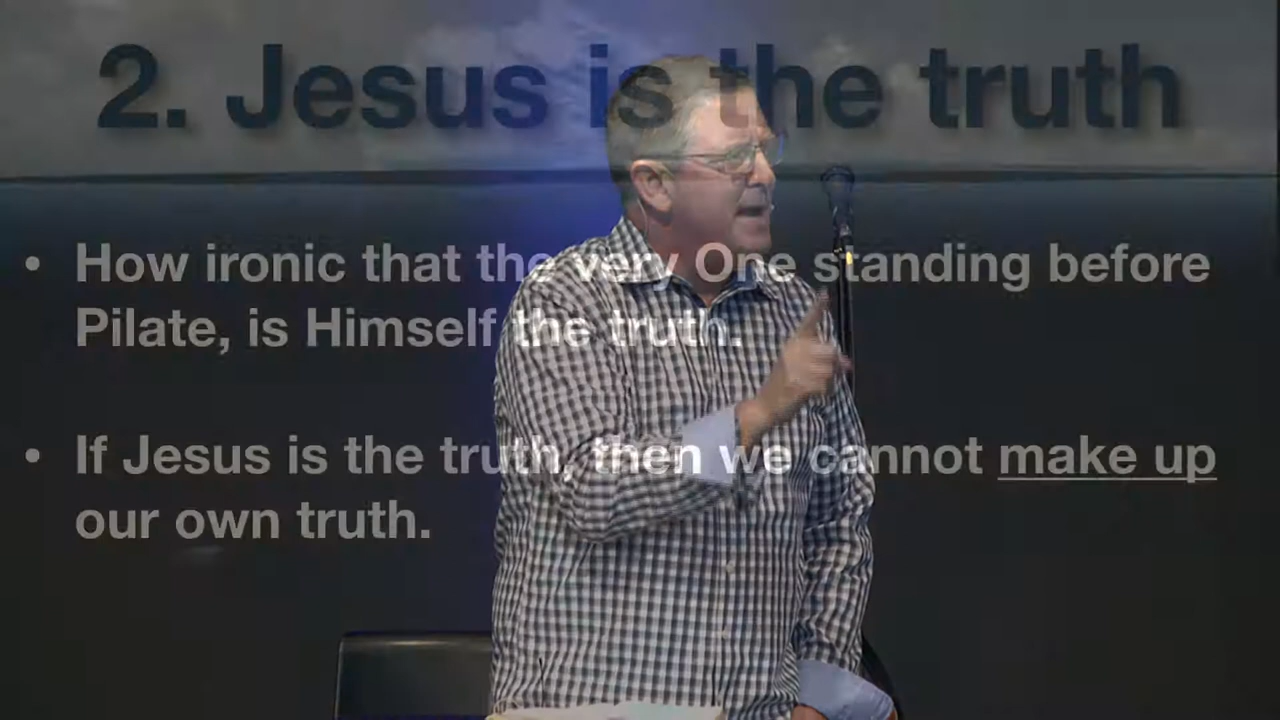 2. Jesus is the truth
• How ironic that the very One standing before
Pilate, is Himself the truth.
• If Jesus is the truth, then we cannot make up
our own truth.